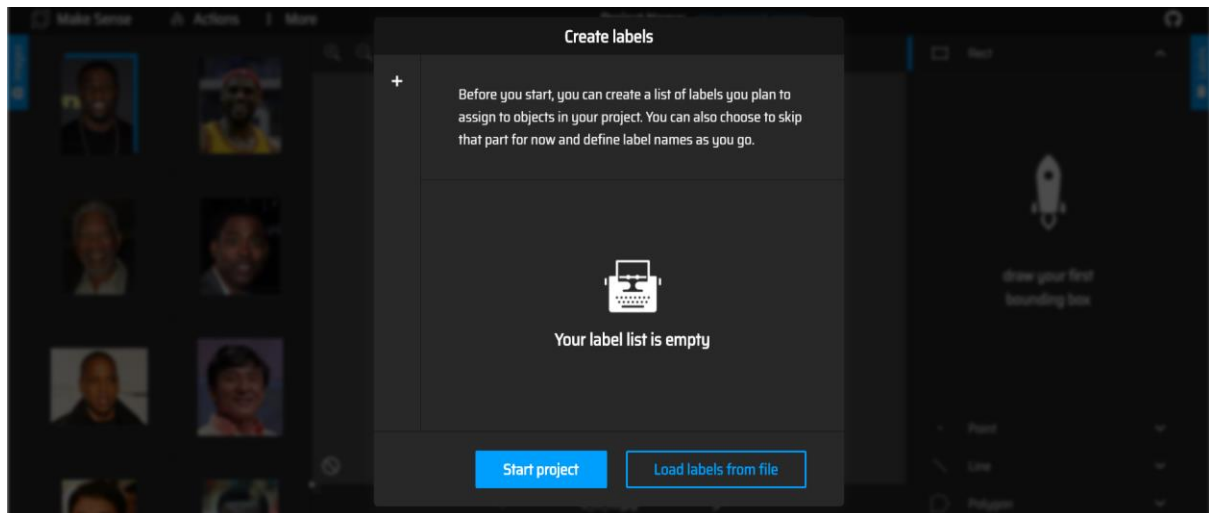 Make Sense
Actions
More
Create labels
Rect
+
Before you start, you can create a list of labels you plan to
assign to objects in your project. You can also choose to skip
that part for now and define label names as you go.
draw your first
bounding box
Your label list is empty
Point
Line
Polygon
Start project
Load labels from file